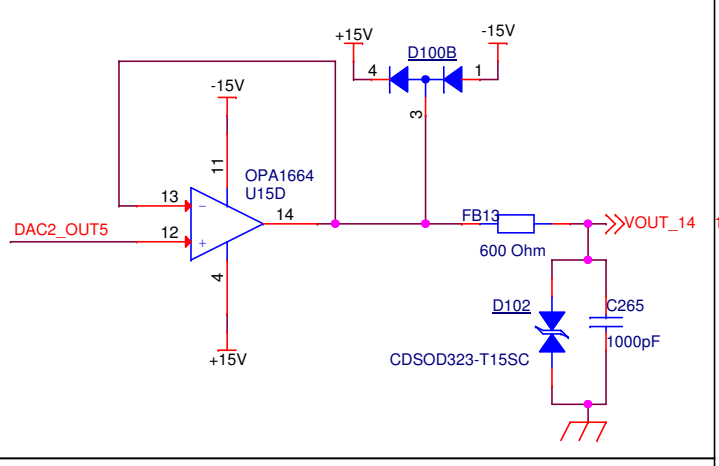 +15V
-15V
D100B
4
1
3
-15V
11
OPA1664
U15D
13
−
14
DAC2_OUT5
12
+
4
+15V
FB13
600 Ohm
VOUT_14
D102
C265
1000pF
CDSOD323-T15SC